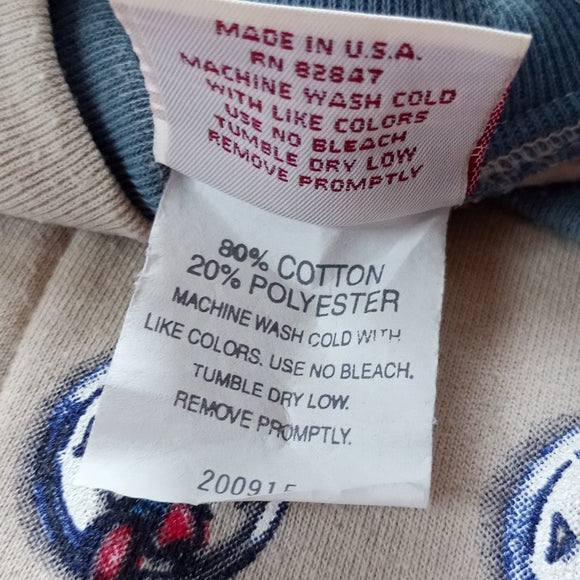 MADE IN U.S.A.
RN 82847
MACHINE WASH COLD
WITH LIKE COLORS
USE NO BLEACH
TUMBLE DRY LOW
REMOVE PROMPTLY
80% COTTON
20% POLYESTER
MACHINE WASH COLD WITH
LIKE COLORS. USE NO BLEACH.
TUMBLE DRY LOW.
REMOVE PROMPTLY.